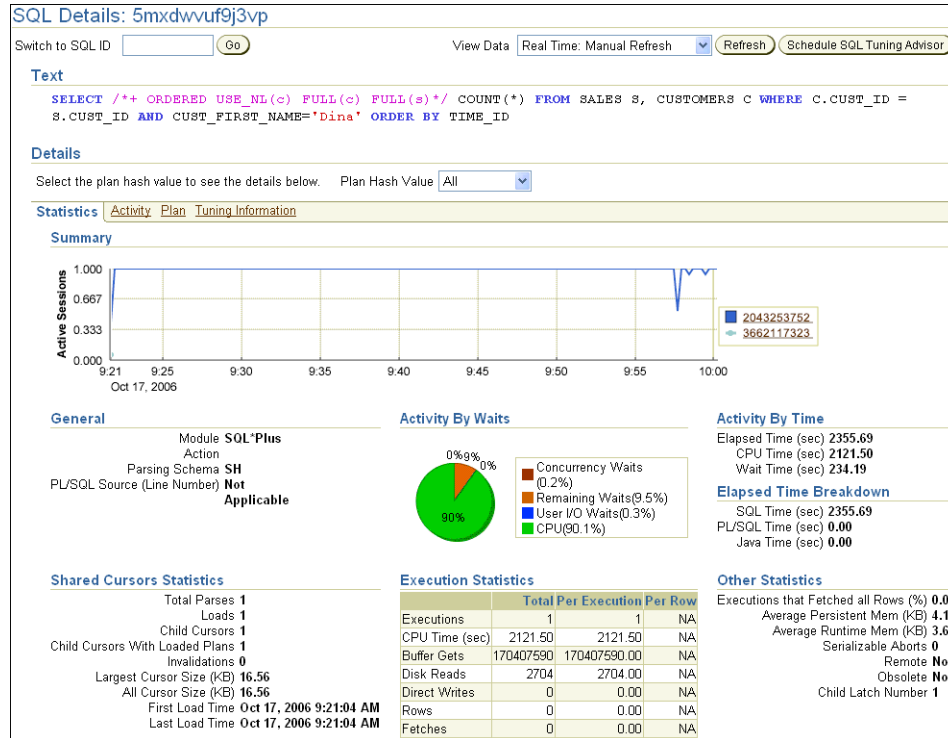 SQL Details: 5mxdwvuf9j3vp
Switch to SQL ID Go View Data Real Time: Manual Refresh Refresh Schedule SQL Tuning Advisor
Text
SELECT /*+ ORDERED USE_NL(c) FULL(c) FULL(s)*/ COUNT(*) FROM SALES S, CUSTOMERS C WHERE C.CUST_ID =
S.CUST_ID AND CUST_FIRST_NAME='Dina' ORDER BY TIME_ID
Details
Select the plan hash value to see the details below. Plan Hash Value All
Statistics Activity Plan Tuning Information
Summary
Active Sessions
1.000
0.667
0.333
0.000
9:21 9:25 9:30 9:35 9:40 9:45 9:50 9:55 10:00
Oct 17, 2006
2043253752
3662117323
General
Module SQL*Plus
Action
Parsing Schema SH
PL/SQL Source (Line Number) Not
Applicable
Activity By Waits
0% 9% 0%
90%
Concurrency Waits
(0.2%)
Remaining Waits(9.5%)
User I/O Waits(0.3%)
CPU(90.1%)
Activity By Time
Elapsed Time (sec) 2355.69
CPU Time (sec) 2121.50
Wait Time (sec) 234.19
Elapsed Time Breakdown
SQL Time (sec) 2355.69
PL/SQL Time (sec) 0.00
Java Time (sec) 0.00
Shared Cursors Statistics
Total Parses 1
Loads 1
Child Cursors 1
Child Cursors With Loaded Plans 1
Invalidations 0
Largest Cursor Size (KB) 16.56
All Cursor Size (KB) 16.56
First Load Time Oct 17, 2006 9:21:04 AM
Last Load Time Oct 17, 2006 9:21:04 AM
Execution Statistics
Total Per Execution Per Row
Executions 1 1 NA
CPU Time (sec) 2121.50 2121.50 NA
Buffer Gets 170407590 170407590.00 NA
Disk Reads 2704 2704.00 NA
Direct Writes 0 0.00 NA
Rows 0 0.00 NA
Fetches 0 0.00 NA
Other Statistics
Executions that Fetched all Rows (%) 0.0
Average Persistent Mem (KB) 4.1
Average Runtime Mem (KB) 3.6
Serializable Aborts 0
Remote No
Obsolete No
Child Latch Number 1